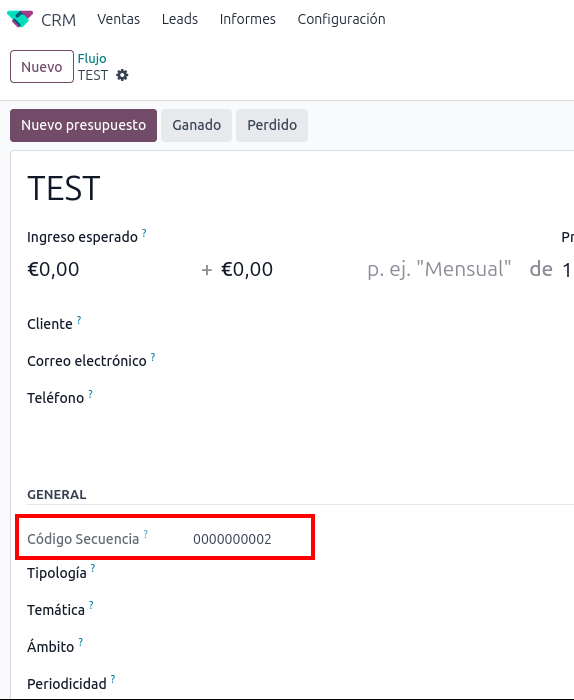 CRM Ventas Leads Informes Configuración
Nuevo
Flujo
TEST
Nuevo presupuesto Ganado Perdido
TEST
Ingreso esperado ? Pr
€0,00 + €0,00 p. ej. "Mensual" de 1
Cliente ?
Correo electrónico ?
Teléfono ?
GENERAL
Código Secuencia ? 0000000002
Tipología ?
Temática ?
Ámbito ?
Periodicidad ?